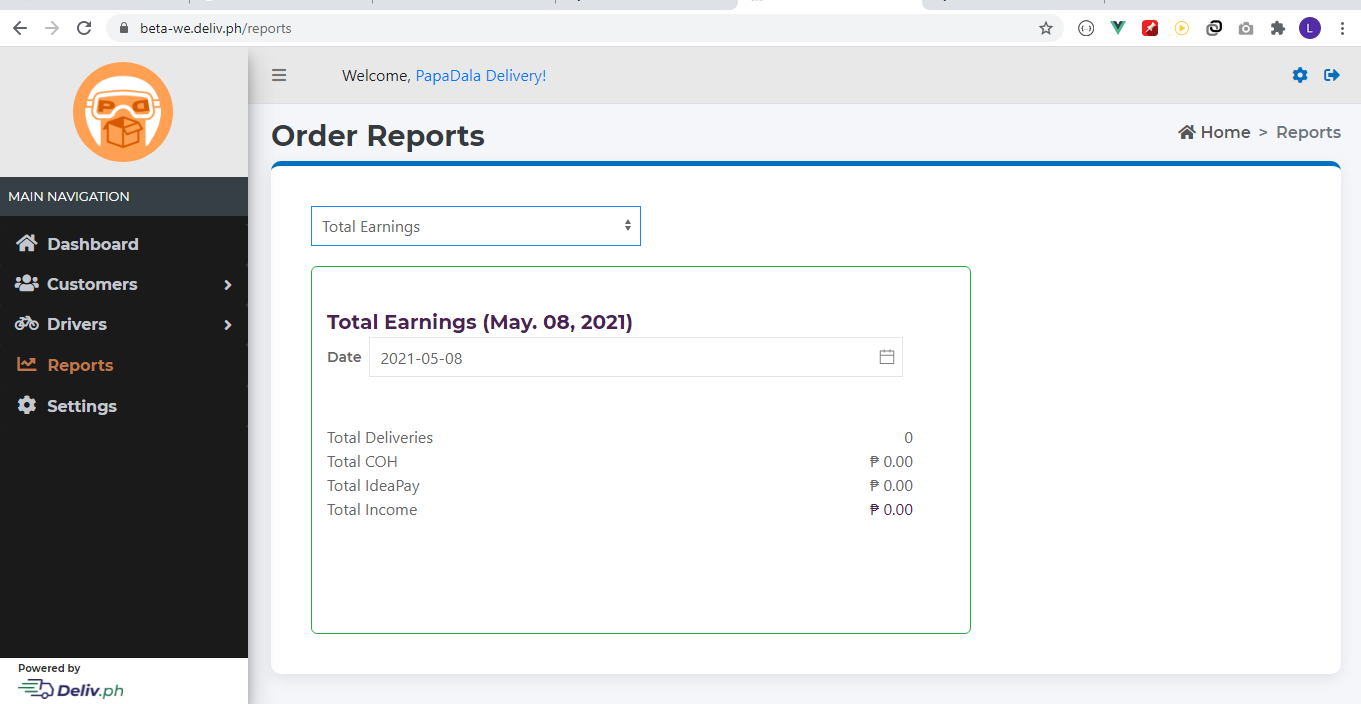 beta-we.deliv.ph/reports
L
Pa
Welcome, PapaDala Delivery!
Order Reports
Home > Reports
MAIN NAVIGATION
Dashboard
Customers
Drivers
Reports
Settings
Total Earnings
Total Earnings (May. 08, 2021)
Date 2021-05-08
Total Deliveries 0
Total COH ₱ 0.00
Total IdeaPay ₱ 0.00
Total Income ₱ 0.00
Powered by
Deliv.ph